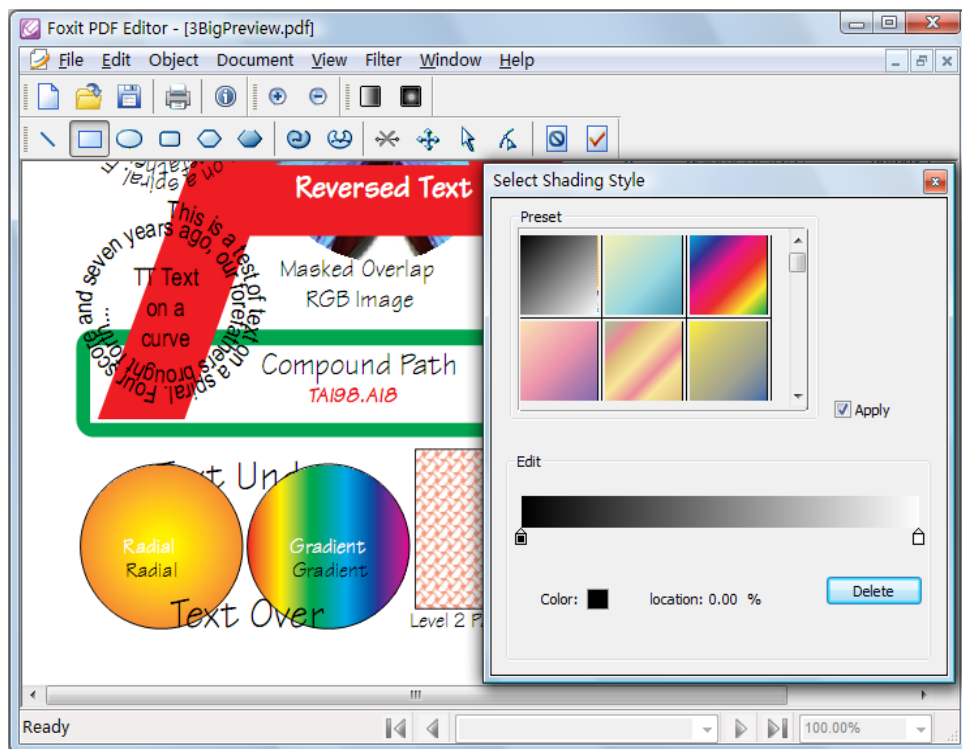 Foxit PDF Editor - [3BigPreview.pdf]
File Edit Object Document View Filter Window Help
Reversed Text
This is a test of text on a spiral. Four score and seven years ago, our forefathers brought forth...
TT Text
on a
curve
Masked Overlap
RGB Image
Compound Path
TAI98.AI8
Text Und
Radial
Radial
Gradient
Gradient
Text Over
Level 2 P
Select Shading Style
Preset
Apply
Edit
Color:
location: 0.00 %
Delete
Ready
100.00%